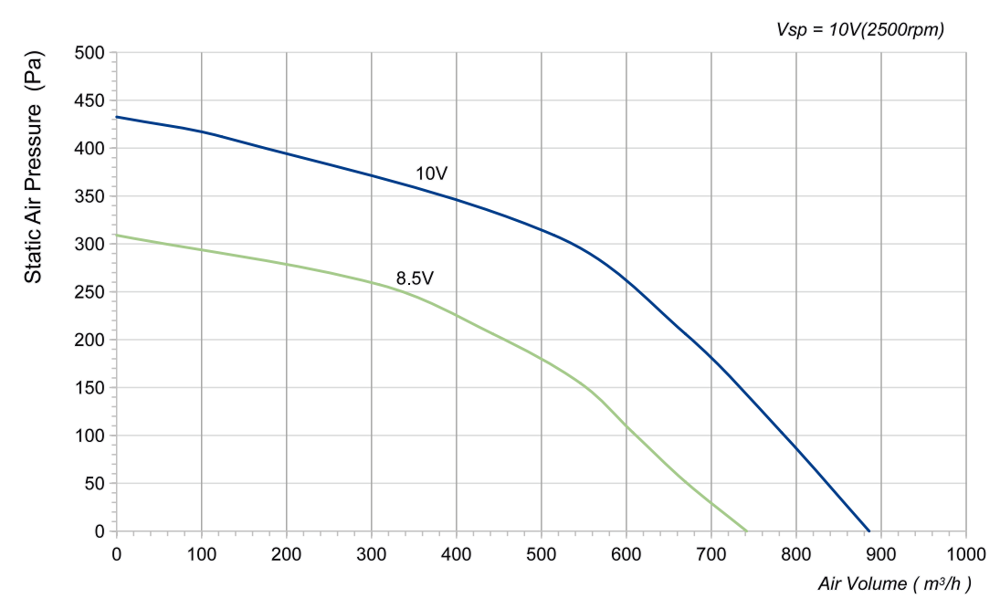 Vsp = 10V(2500rpm)
Static Air Pressure (Pa)
500
450
400
350
300
250
200
150
100
50
0
10V
8.5V
0 100 200 300 400 500 600 700 800 900 1000
Air Volume ( m³/h )